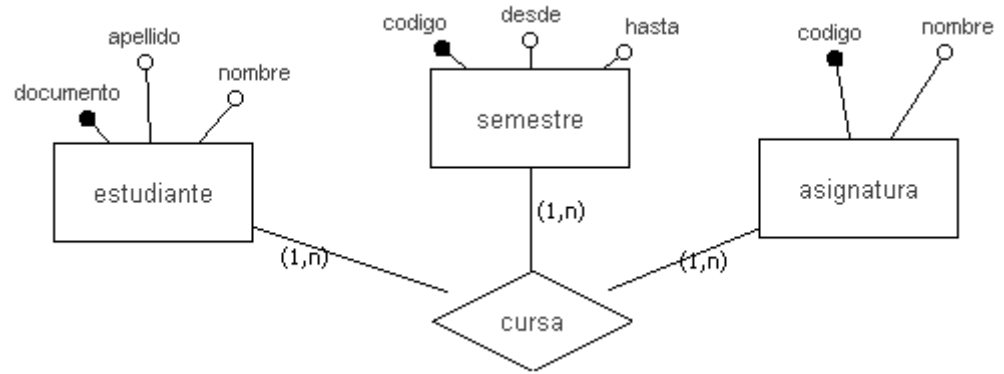 documento
apellido
nombre
estudiante
codigo
desde
hasta
semestre
codigo
nombre
asignatura
(1,n)
(1,n)
(1,n)
cursa